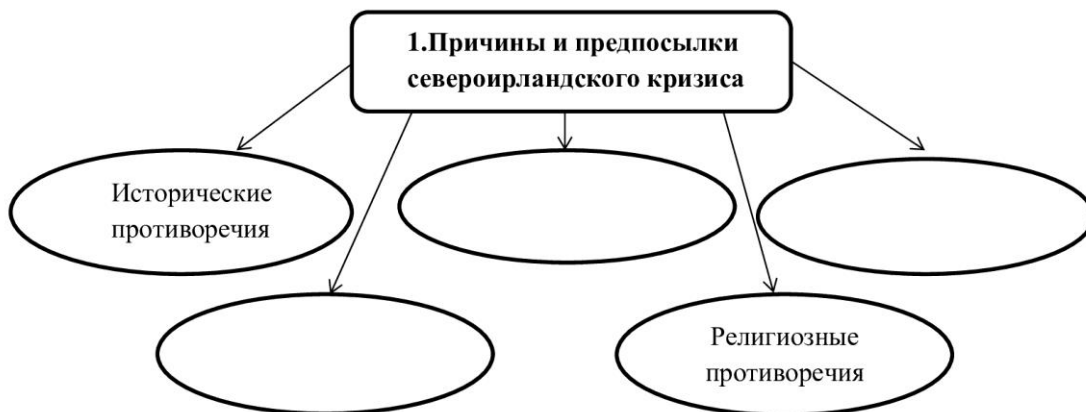 1.Причины и предпосылки
североирландского кризиса
Исторические
противоречия
Религиозные
противоречия